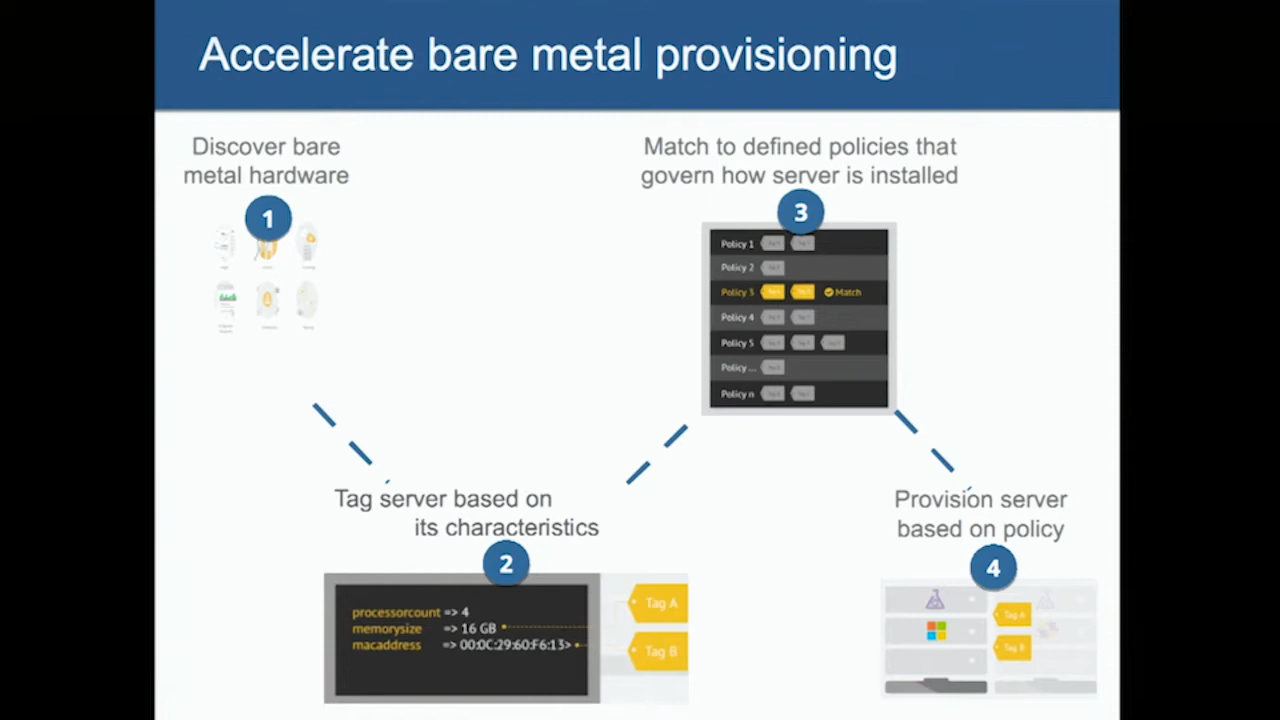 Accelerate bare metal provisioning
Discover bare
metal hardware
1
Match to defined policies that
govern how server is installed
3
Policy 1
Policy 2
Policy 3
Match
Policy 4
Policy 5
Policy ...
Policy n
Tag server based on
its characteristics
2
processorcount => 4
memorysize => 16 GB
macaddress => 00:0C:29:60:F6:13>
Tag A
Tag B
Provision server
based on policy
4
Tag A
Tag B